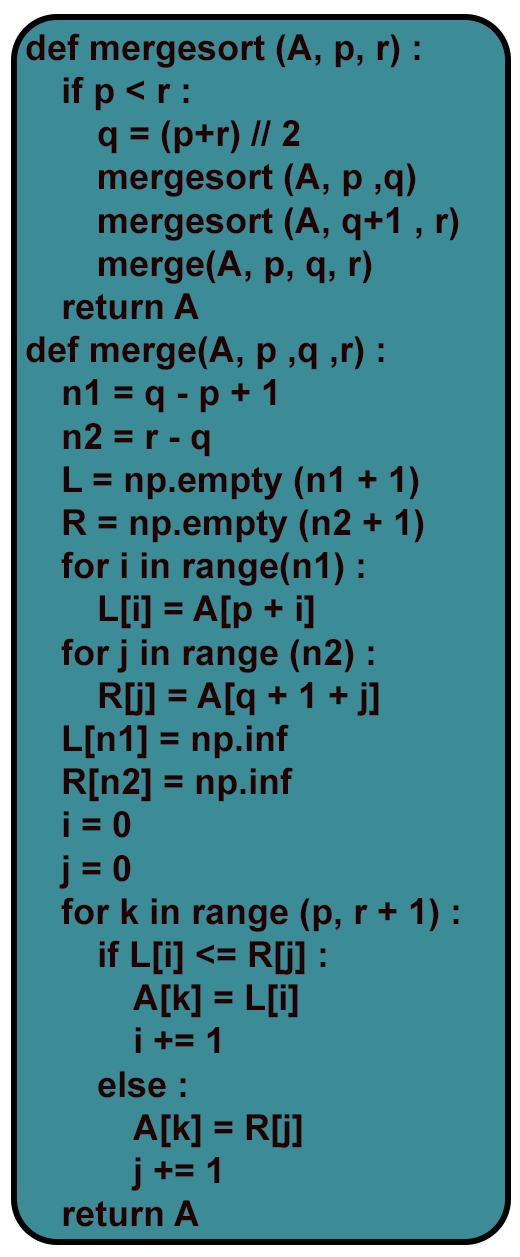 def mergesort (A, p, r) :
if p < r :
q = (p+r) // 2
mergesort (A, p ,q)
mergesort (A, q+1 , r)
merge(A, p, q, r)
return A
def merge(A, p ,q ,r) :
n1 = q - p + 1
n2 = r - q
L = np.empty (n1 + 1)
R = np.empty (n2 + 1)
for i in range(n1) :
L[i] = A[p + i]
for j in range (n2) :
R[j] = A[q + 1 + j]
L[n1] = np.inf
R[n2] = np.inf
i = 0
j = 0
for k in range (p, r + 1) :
if L[i] <= R[j] :
A[k] = L[i]
i += 1
else :
A[k] = R[j]
j += 1
return A